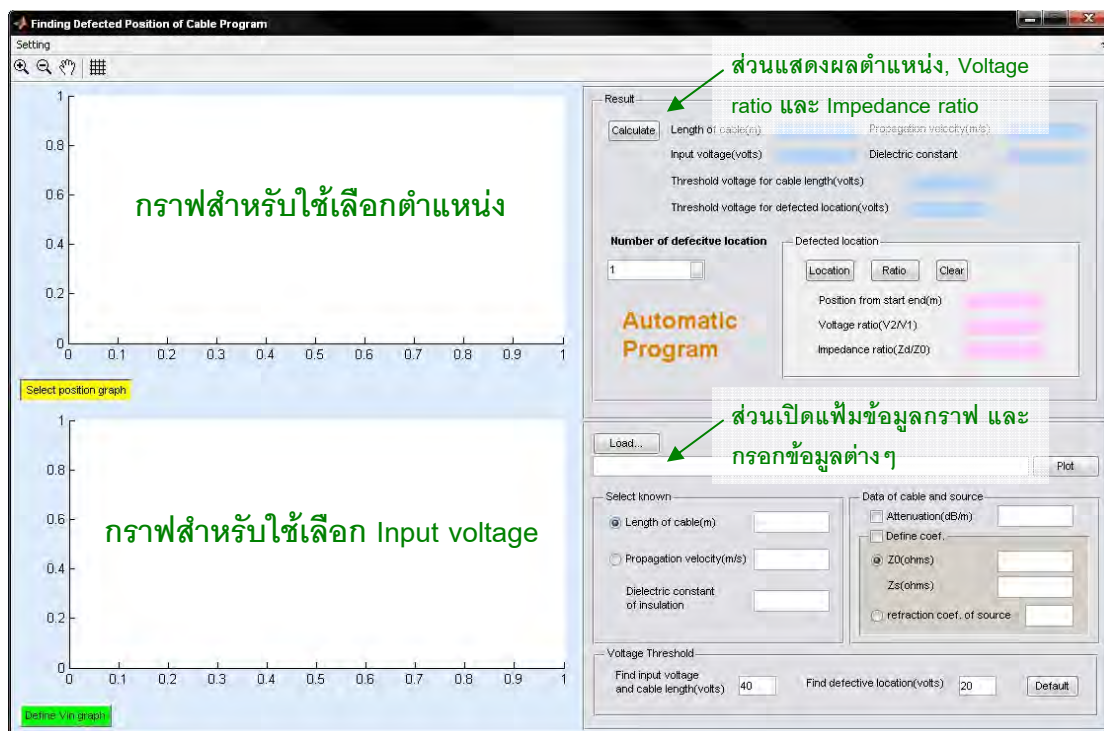 Finding Defected Position of Cable Program
Setting
1
0.8
0.6
0.4
0.2
0
0 0.1 0.2 0.3 0.4 0.5 0.6 0.7 0.8 0.9 1
กราฟสำหรับใช้เลือกตำแหน่ง
Select position graph
1
0.8
0.6
0.4
0.2
0
0 0.1 0.2 0.3 0.4 0.5 0.6 0.7 0.8 0.9 1
กราฟสำหรับใช้เลือก Input voltage
Define Vin graph
ส่วนแสดงผลตำแหน่ง, Voltage
ratio และ Impedance ratio
Result
Calculate
Length of cable(m) Propagation velocity(m/s)
Input voltage(volts) Dielectric constant
Threshold voltage for cable length(volts)
Threshold voltage for defected location(volts)
Number of defecitve location
1
Automatic
Program
Defected location
Location Ratio Clear
Position from start end(m)
Voltage ratio(V2/V1)
Impedance ratio(Zd/Z0)
ส่วนเปิดแฟ้มข้อมูลกราฟ และ
กรอกข้อมูลต่างๆ
Load...
Plot
Select known
Length of cable(m)
Propagation velocity(m/s)
Dielectric constant
of insulation
Data of cable and source
Attenuation(dB/m)
Define coef.
Z0(ohms)
Zs(ohms)
refraction coef. of source
Voltage Threshold
Find input voltage
and cable length(volts) 40 Find defective location(volts) 20 Default